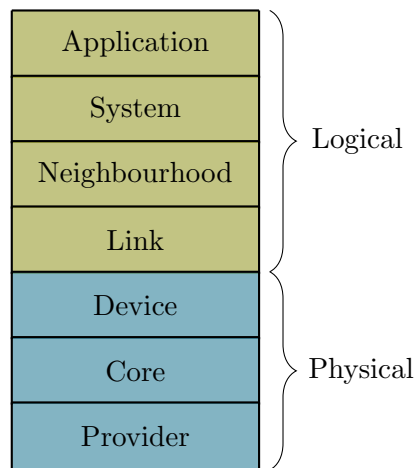 Application
System
Neighbourhood
Link
Device
Core
Provider
Logical
Physical